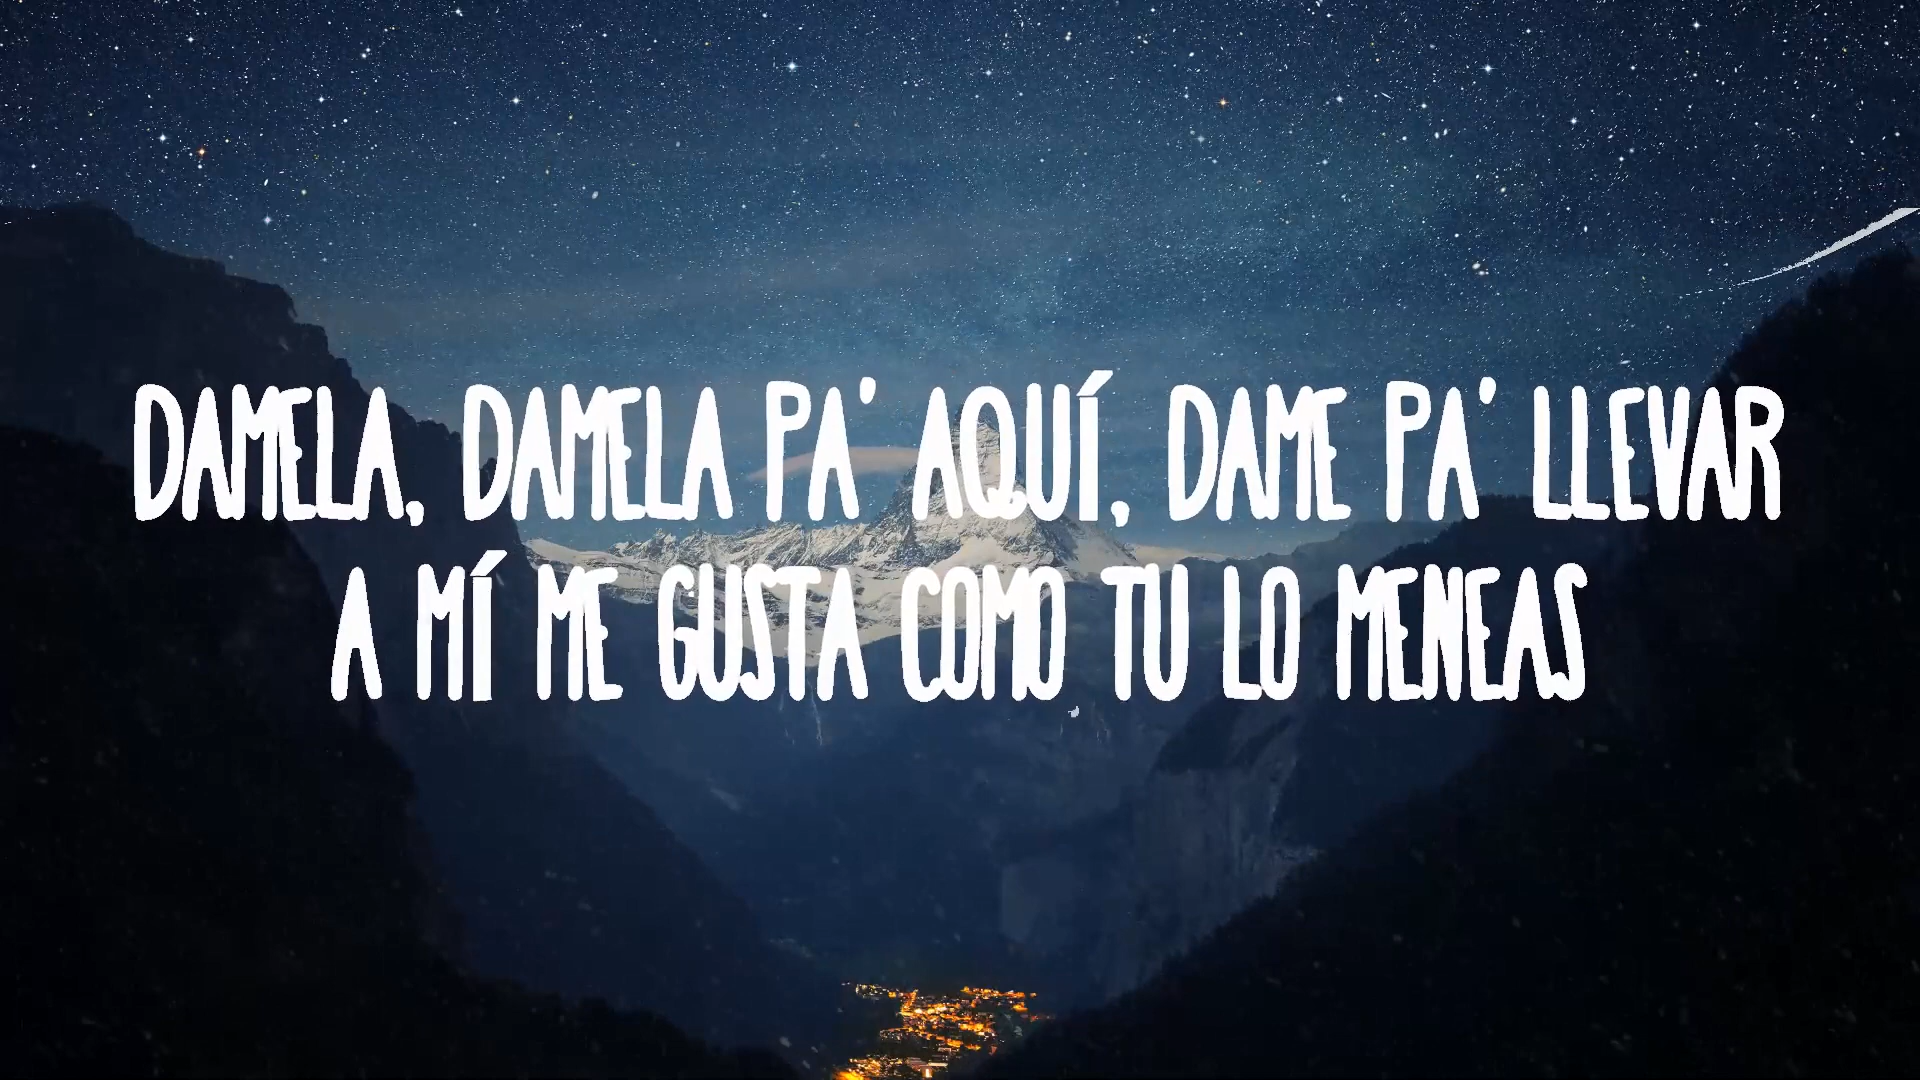 DAMELA, DAMELA PA' AQUÍ, DAME PA' LLEVAR
A MÍ ME GUSTA COMO TU LO MENEAS